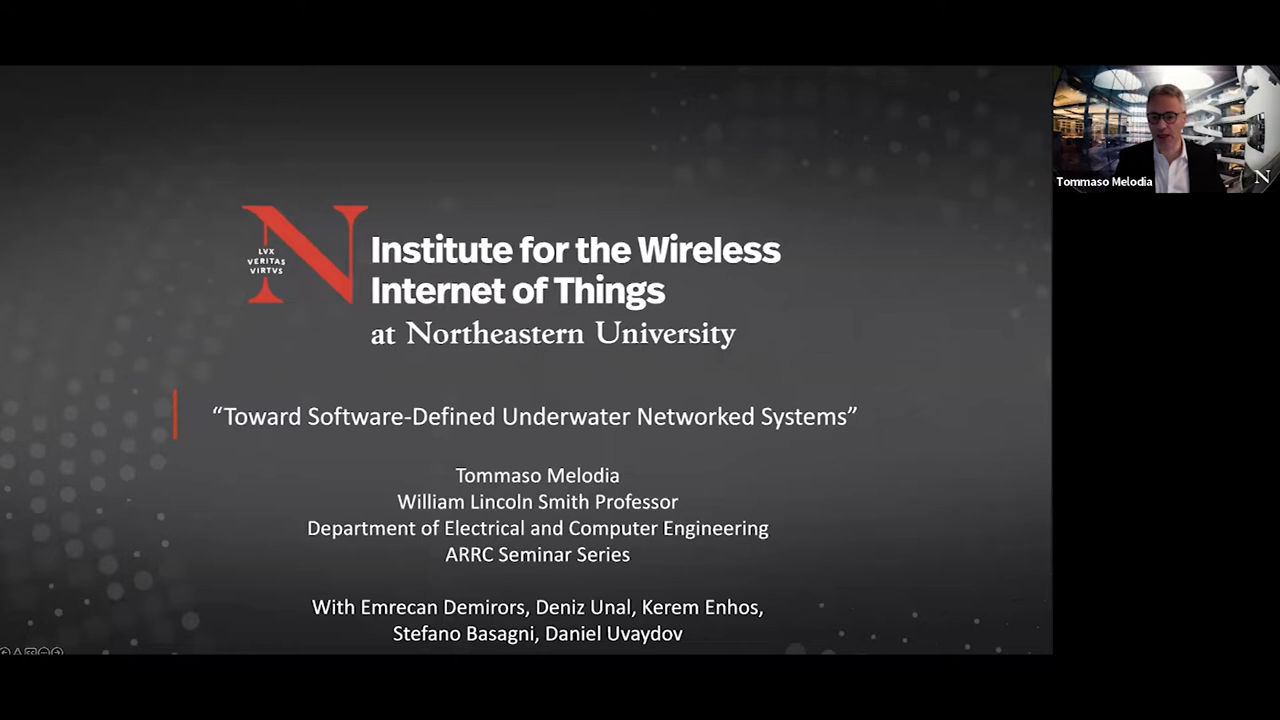 LVX
VERITAS
VIRTVS
Institute for the Wireless
Internet of Things
at Northeastern University
“Toward Software-Defined Underwater Networked Systems”
Tommaso Melodia
William Lincoln Smith Professor
Department of Electrical and Computer Engineering
ARRC Seminar Series
With Emrecan Demirors, Deniz Unal, Kerem Enhos,
Stefano Basagni, Daniel Uvaydov
Tommaso Melodia
N